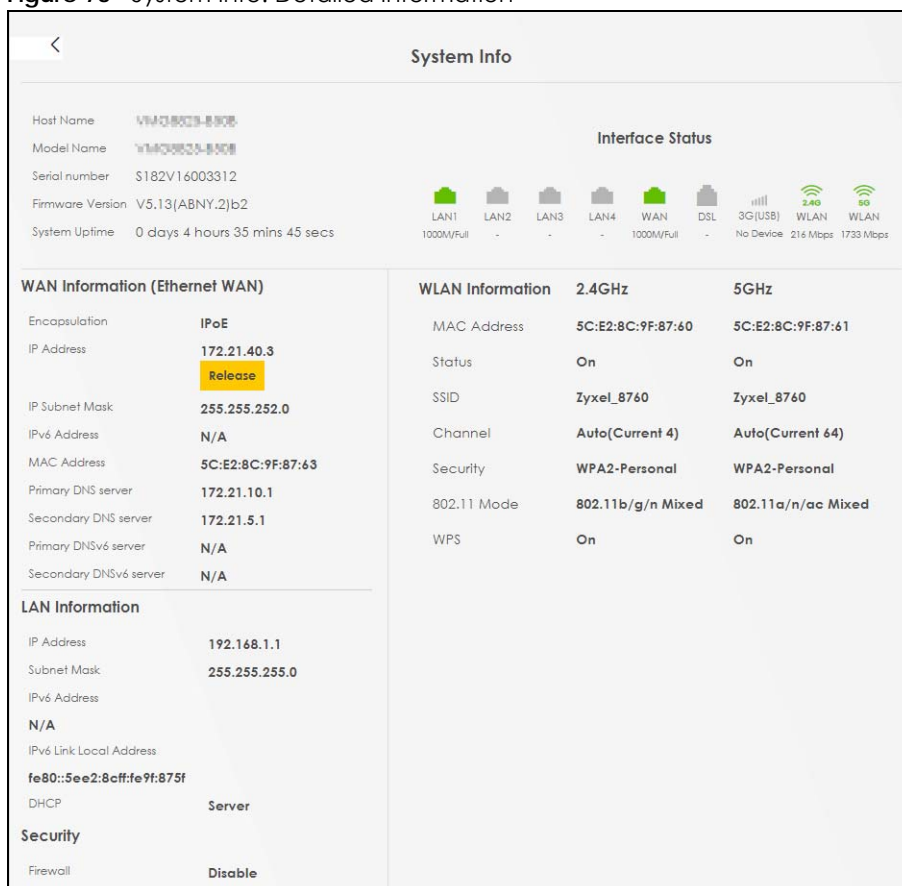 System Info
Host Name
Model Name
Serial number S182V16003312
Firmware Version V5.13(ABNY.2)b2
System Uptime 0 days 4 hours 35 mins 45 secs
Interface Status
2.4G 5G
LAN1 LAN2 LAN3 LAN4 WAN DSL 3G(USB) WLAN WLAN
1000M/Full - - - 1000M/Full - No Device 216 Mbps 1733 Mbps
WAN Information (Ethernet WAN)
Encapsulation IPoE
IP Address 172.21.40.3
Release
IP Subnet Mask 255.255.252.0
IPv6 Address N/A
MAC Address 5C:E2:8C:9F:87:63
Primary DNS server 172.21.10.1
Secondary DNS server 172.21.5.1
Primary DNSv6 server N/A
Secondary DNSv6 server N/A
LAN Information
IP Address 192.168.1.1
Subnet Mask 255.255.255.0
IPv6 Address
N/A
IPv6 Link Local Address
fe80::5ee2:8cff:fe9f:875f
DHCP Server
Security
Firewall Disable
WLAN Information 2.4GHz 5GHz
MAC Address 5C:E2:8C:9F:87:60 5C:E2:8C:9F:87:61
Status On On
SSID Zyxel_8760 Zyxel_8760
Channel Auto(Current 4) Auto(Current 64)
Security WPA2-Personal WPA2-Personal
802.11 Mode 802.11b/g/n Mixed 802.11a/n/ac Mixed
WPS On On